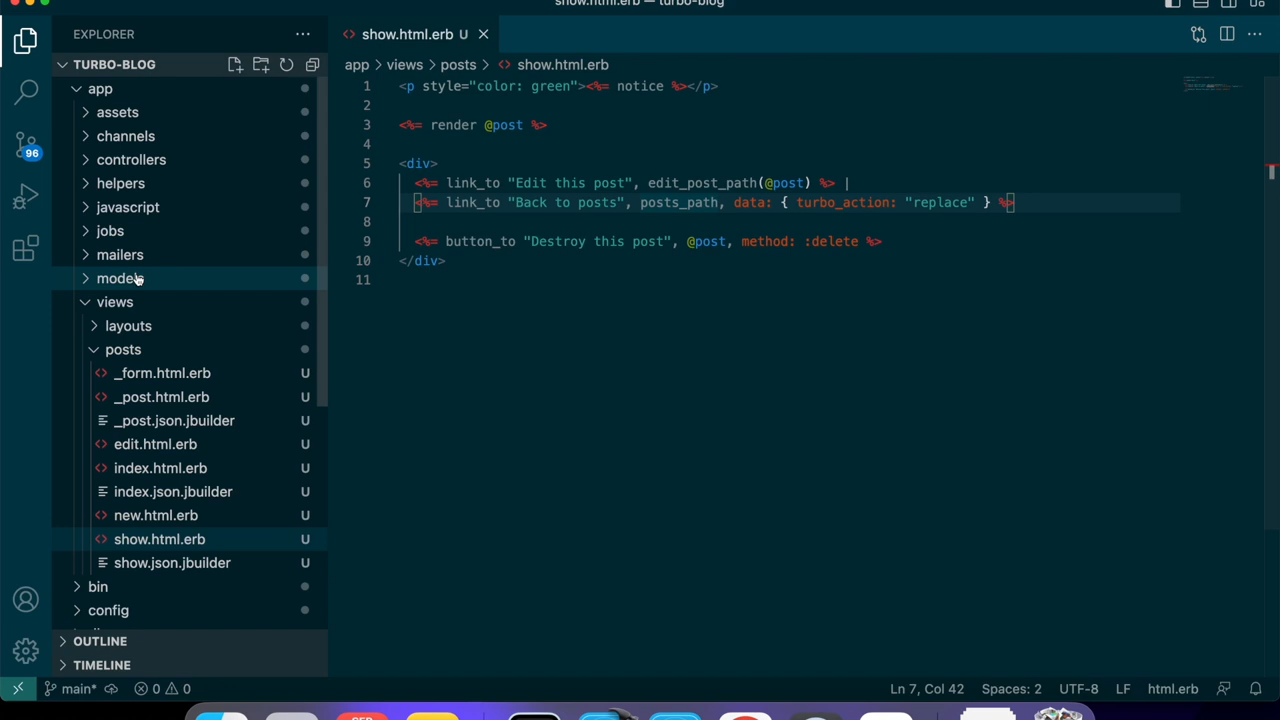 show.html.erb — turbo-blog
EXPLORER
TURBO-BLOG
app
assets
channels
controllers
helpers
javascript
jobs
mailers
models
views
layouts
posts
_form.html.erb U
_post.html.erb U
_post.json.jbuilder U
edit.html.erb U
index.html.erb U
index.json.jbuilder U
new.html.erb U
show.html.erb U
show.json.jbuilder U
bin
config
OUTLINE
TIMELINE
96
show.html.erb U
app > views > posts > show.html.erb
1 <p style="color: green"><%= notice %></p>
2
3 <%= render @post %>
4
5 <div>
6 <%= link_to "Edit this post", edit_post_path(@post) %> |
7 <%= link_to "Back to posts", posts_path, data: { turbo_action: "replace" } %>
8
9 <%= button_to "Destroy this post", @post, method: :delete %>
10 </div>
11
main* 0 0 Ln 7, Col 42 Spaces: 2 UTF-8 LF html.erb